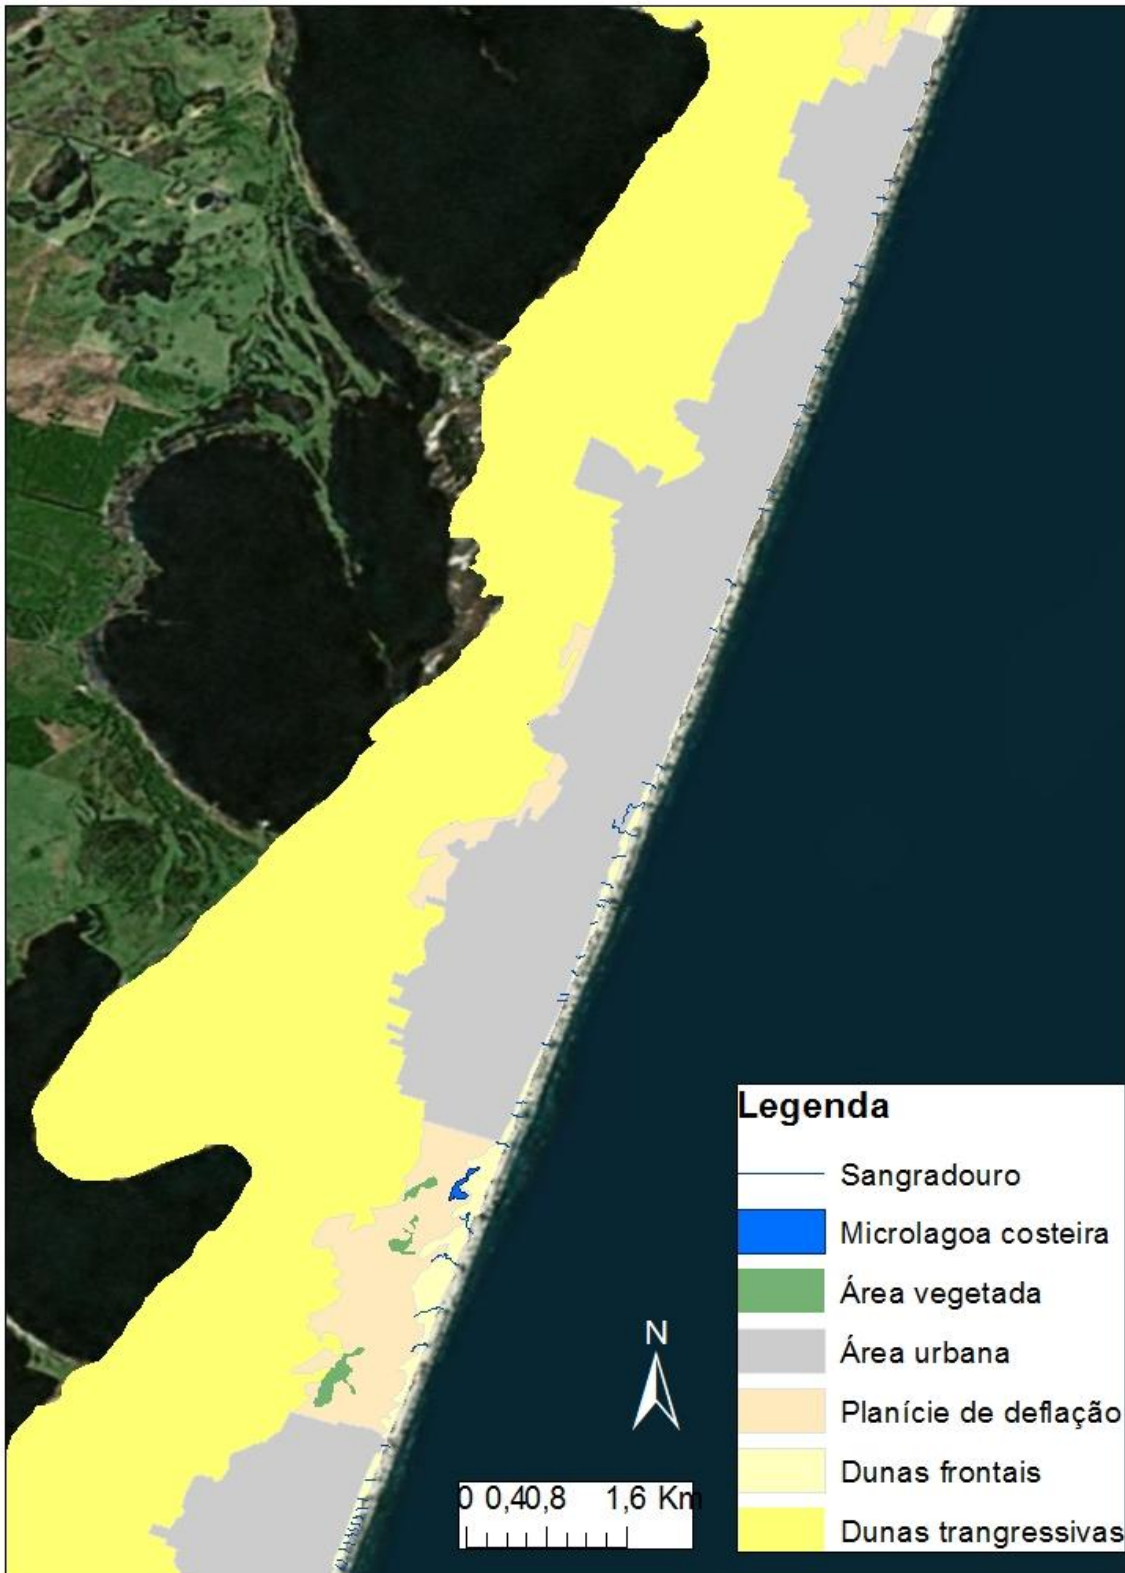 Legenda
Sangradouro
Microlagoa costeira
Área vegetada
Área urbana
Planície de deflação
Dunas frontais
Dunas trangressivas
N
0 0,40,8 1,6 Km